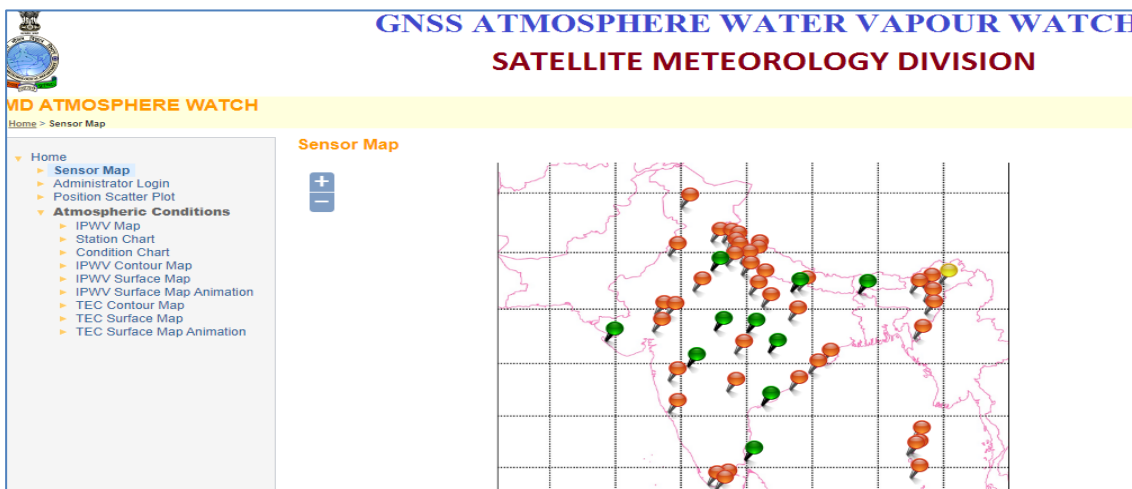 GNSS ATMOSPHERE WATER VAPOUR WATCH
SATELLITE METEOROLOGY DIVISION
MD ATMOSPHERE WATCH
Home > Sensor Map
Home
Sensor Map
Administrator Login
Position Scatter Plot
Atmospheric Conditions
IPWV Map
Station Chart
Condition Chart
IPWV Contour Map
IPWV Surface Map
IPWV Surface Map Animation
TEC Contour Map
TEC Surface Map
TEC Surface Map Animation
Sensor Map
+
−